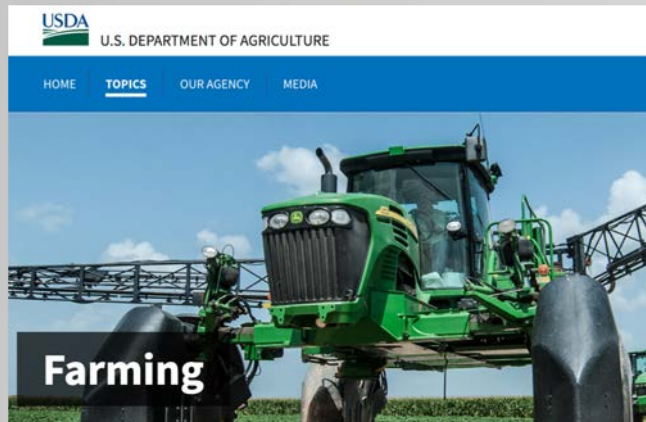 USDA
U.S. DEPARTMENT OF AGRICULTURE
HOME TOPICS OUR AGENCY MEDIA
Farming